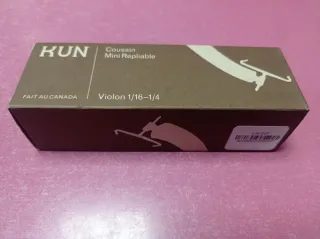 KUN
Coussin
Mini Repliable
FAIT AU CANADA
Violon 1/16–1/4